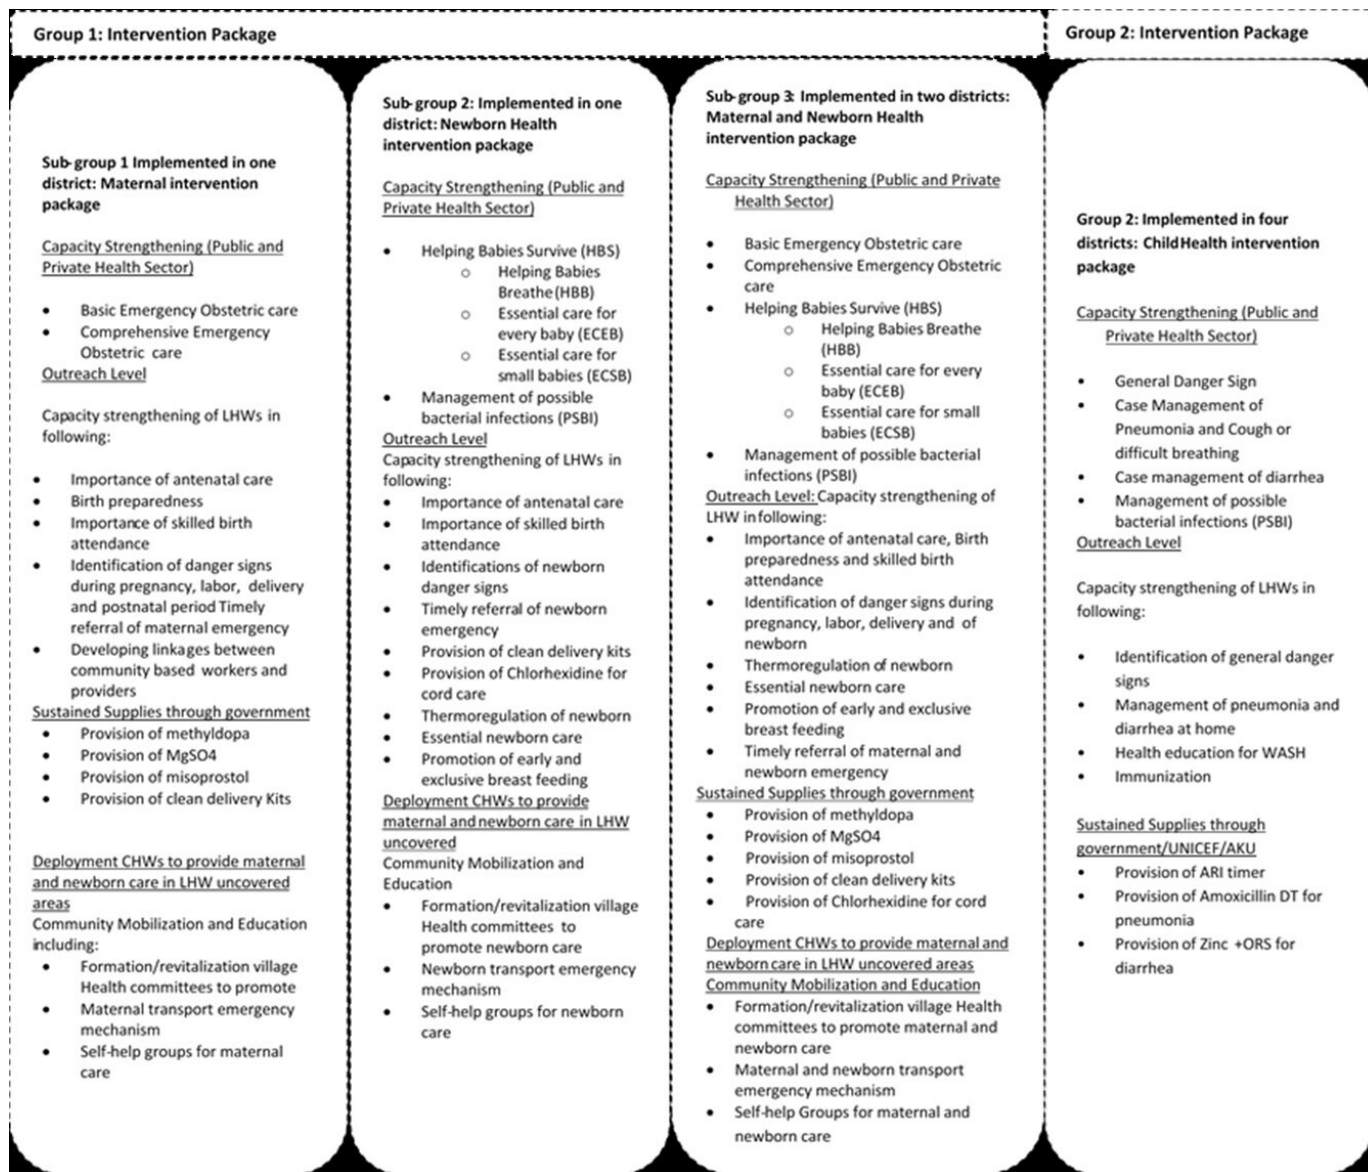 Group 1: Intervention Package
Group 2: Intervention Package
Sub-group 1 Implemented in one
district: Maternal intervention
package
Capacity Strengthening (Public and
Private Health Sector)
• Basic Emergency Obstetric care
• Comprehensive Emergency
Obstetric care
Outreach Level
Capacity strengthening of LHWs in
following:
• Importance of antenatal care
• Birth preparedness
• Importance of skilled birth
attendance
• Identification of danger signs
during pregnancy, labor, delivery
and postnatal period Timely
referral of maternal emergency
• Developing linkages between
community based workers and
providers
Sustained Supplies through government
• Provision of methyldopa
• Provision of MgSO4
• Provision of misoprostol
• Provision of clean delivery Kits
Deployment CHWs to provide maternal
and newborn care in LHW uncovered
areas
Community Mobilization and Education
including:
• Formation/revitalization village
Health committees to promote
• Maternal transport emergency
mechanism
• Self-help groups for maternal
care
Sub-group 2: Implemented in one
district: Newborn Health
intervention package
Capacity Strengthening (Public and
Private Health Sector)
• Helping Babies Survive (HBS)
o Helping Babies
Breathe (HBB)
o Essential care for
every baby (ECEB)
o Essential care for
small babies (ECSB)
• Management of possible
bacterial infections (PSBI)
Outreach Level
Capacity strengthening of LHWs in
following:
• Importance of antenatal care
• Importance of skilled birth
attendance
• Identifications of newborn
danger signs
• Timely referral of newborn
emergency
• Provision of clean delivery kits
• Provision of Chlorhexidine for
cord care
• Thermoregulation of newborn
• Essential newborn care
• Promotion of early and
exclusive breast feeding
Deployment CHWs to provide
maternal and newborn care in LHW
uncovered
Community Mobilization and
Education
• Formation/revitalization village
Health committees to
promote newborn care
• Newborn transport emergency
mechanism
• Self-help groups for newborn
care
Sub-group 3: Implemented in two districts:
Maternal and Newborn Health
intervention package
Capacity Strengthening (Public and Private
Health Sector)
• Basic Emergency Obstetric care
• Comprehensive Emergency Obstetric
care
• Helping Babies Survive (HBS)
o Helping Babies Breathe
(HBB)
o Essential care for every
baby (ECEB)
o Essential care for small
babies (ECSB)
• Management of possible bacterial
infections (PSBI)
Outreach Level: Capacity strengthening of
LHW in following:
• Importance of antenatal care, Birth
preparedness and skilled birth
attendance
• Identification of danger signs during
pregnancy, labor, delivery and of
newborn
• Thermoregulation of newborn
• Essential newborn care
• Promotion of early and exclusive
breast feeding
• Timely referral of maternal and
newborn emergency
Sustained Supplies through government
• Provision of methyldopa
• Provision of MgSO4
• Provision of misoprostol
• Provision of clean delivery kits
• Provision of Chlorhexidine for cord
care
Deployment CHWs to provide maternal and
newborn care in LHW uncovered areas
Community Mobilization and Education
• Formation/revitalization village Health
committees to promote maternal and
newborn care
• Maternal and newborn transport
emergency mechanism
• Self-help Groups for maternal and
newborn care
Group 2: Implemented in four
districts: Child Health intervention
package
Capacity Strengthening (Public and
Private Health Sector)
• General Danger Sign
• Case Management of
Pneumonia and Cough or
difficult breathing
• Case management of diarrhea
• Management of possible
bacterial infections (PSBI)
Outreach Level
Capacity strengthening of LHWs in
following:
• Identification of general danger
signs
• Management of pneumonia and
diarrhea at home
• Health education for WASH
• Immunization
Sustained Supplies through
government/UNICEF/AKU
• Provision of ARI timer
• Provision of Amoxicillin DT for
pneumonia
• Provision of Zinc +ORS for
diarrhea